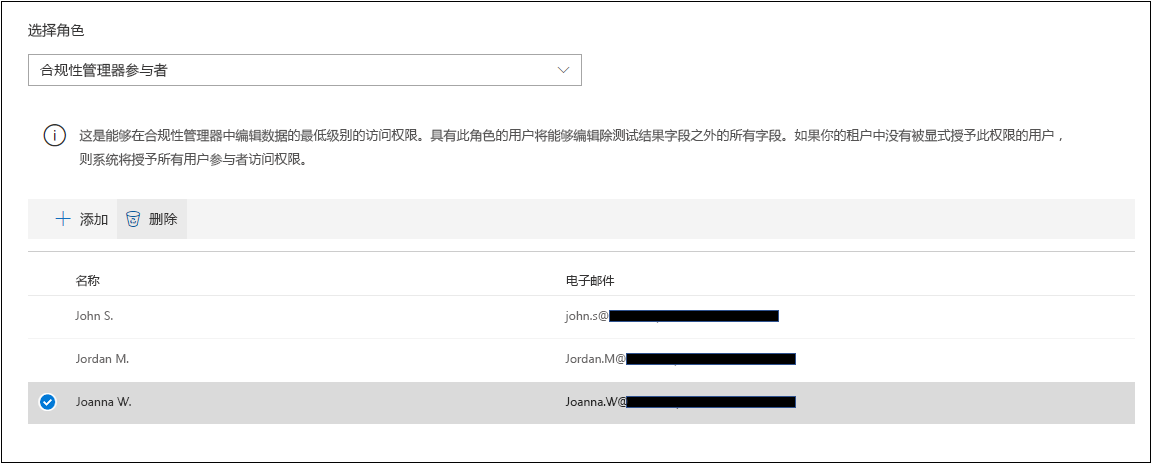 选择角色
合规性管理器参与者
这是能够在合规性管理器中编辑数据的最低级别的访问权限。具有此角色的用户将能够编辑除测试结果字段之外的所有字段。如果你的租户中没有被显式授予此权限的用户，
则系统将授予所有用户参与者访问权限。
添加 删除
名称 电子邮件
John S. john.s@
Jordan M. Jordan.M@
Joanna W. Joanna.W@